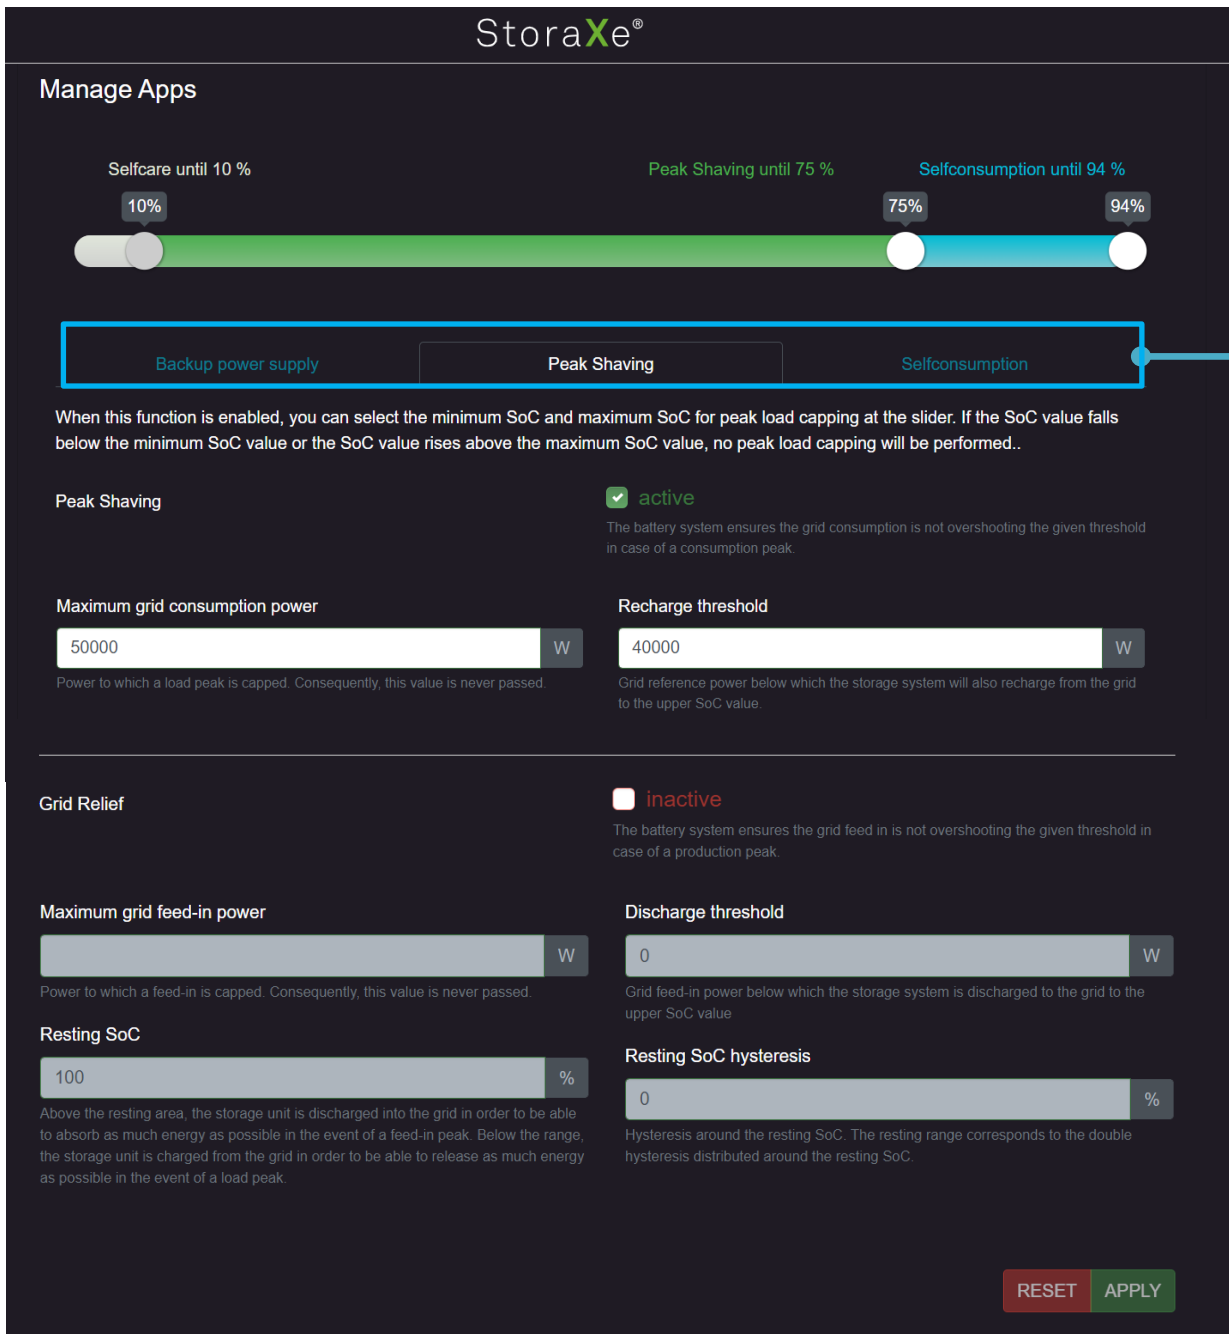 StoraXe®
Manage Apps
Selfcare until 10 %
Peak Shaving until 75 %
Selfconsumption until 94 %
10%
75%
94%
Backup power supply
Peak Shaving
Selfconsumption
When this function is enabled, you can select the minimum SoC and maximum SoC for peak load capping at the slider. If the SoC value falls
below the minimum SoC value or the SoC value rises above the maximum SoC value, no peak load capping will be performed..
Peak Shaving
active
The battery system ensures the grid consumption is not overshooting the given threshold
in case of a consumption peak.
Maximum grid consumption power
50000
W
Power to which a load peak is capped. Consequently, this value is never passed.
Recharge threshold
40000
W
Grid reference power below which the storage system will also recharge from the grid
to the upper SoC value.
Grid Relief
inactive
The battery system ensures the grid feed in is not overshooting the given threshold in
case of a production peak.
Maximum grid feed-in power
W
Power to which a feed-in is capped. Consequently, this value is never passed.
Discharge threshold
0
W
Grid feed-in power below which the storage system is discharged to the grid to the
upper SoC value
Resting SoC
100
%
Above the resting area, the storage unit is discharged into the grid in order to be able
to absorb as much energy as possible in the event of a feed-in peak. Below the range,
the storage unit is charged from the grid in order to be able to release as much energy
as possible in the event of a load peak.
Resting SoC hysteresis
0
%
Hysteresis around the resting SoC. The resting range corresponds to the double
hysteresis distributed around the resting SoC.
RESET
APPLY